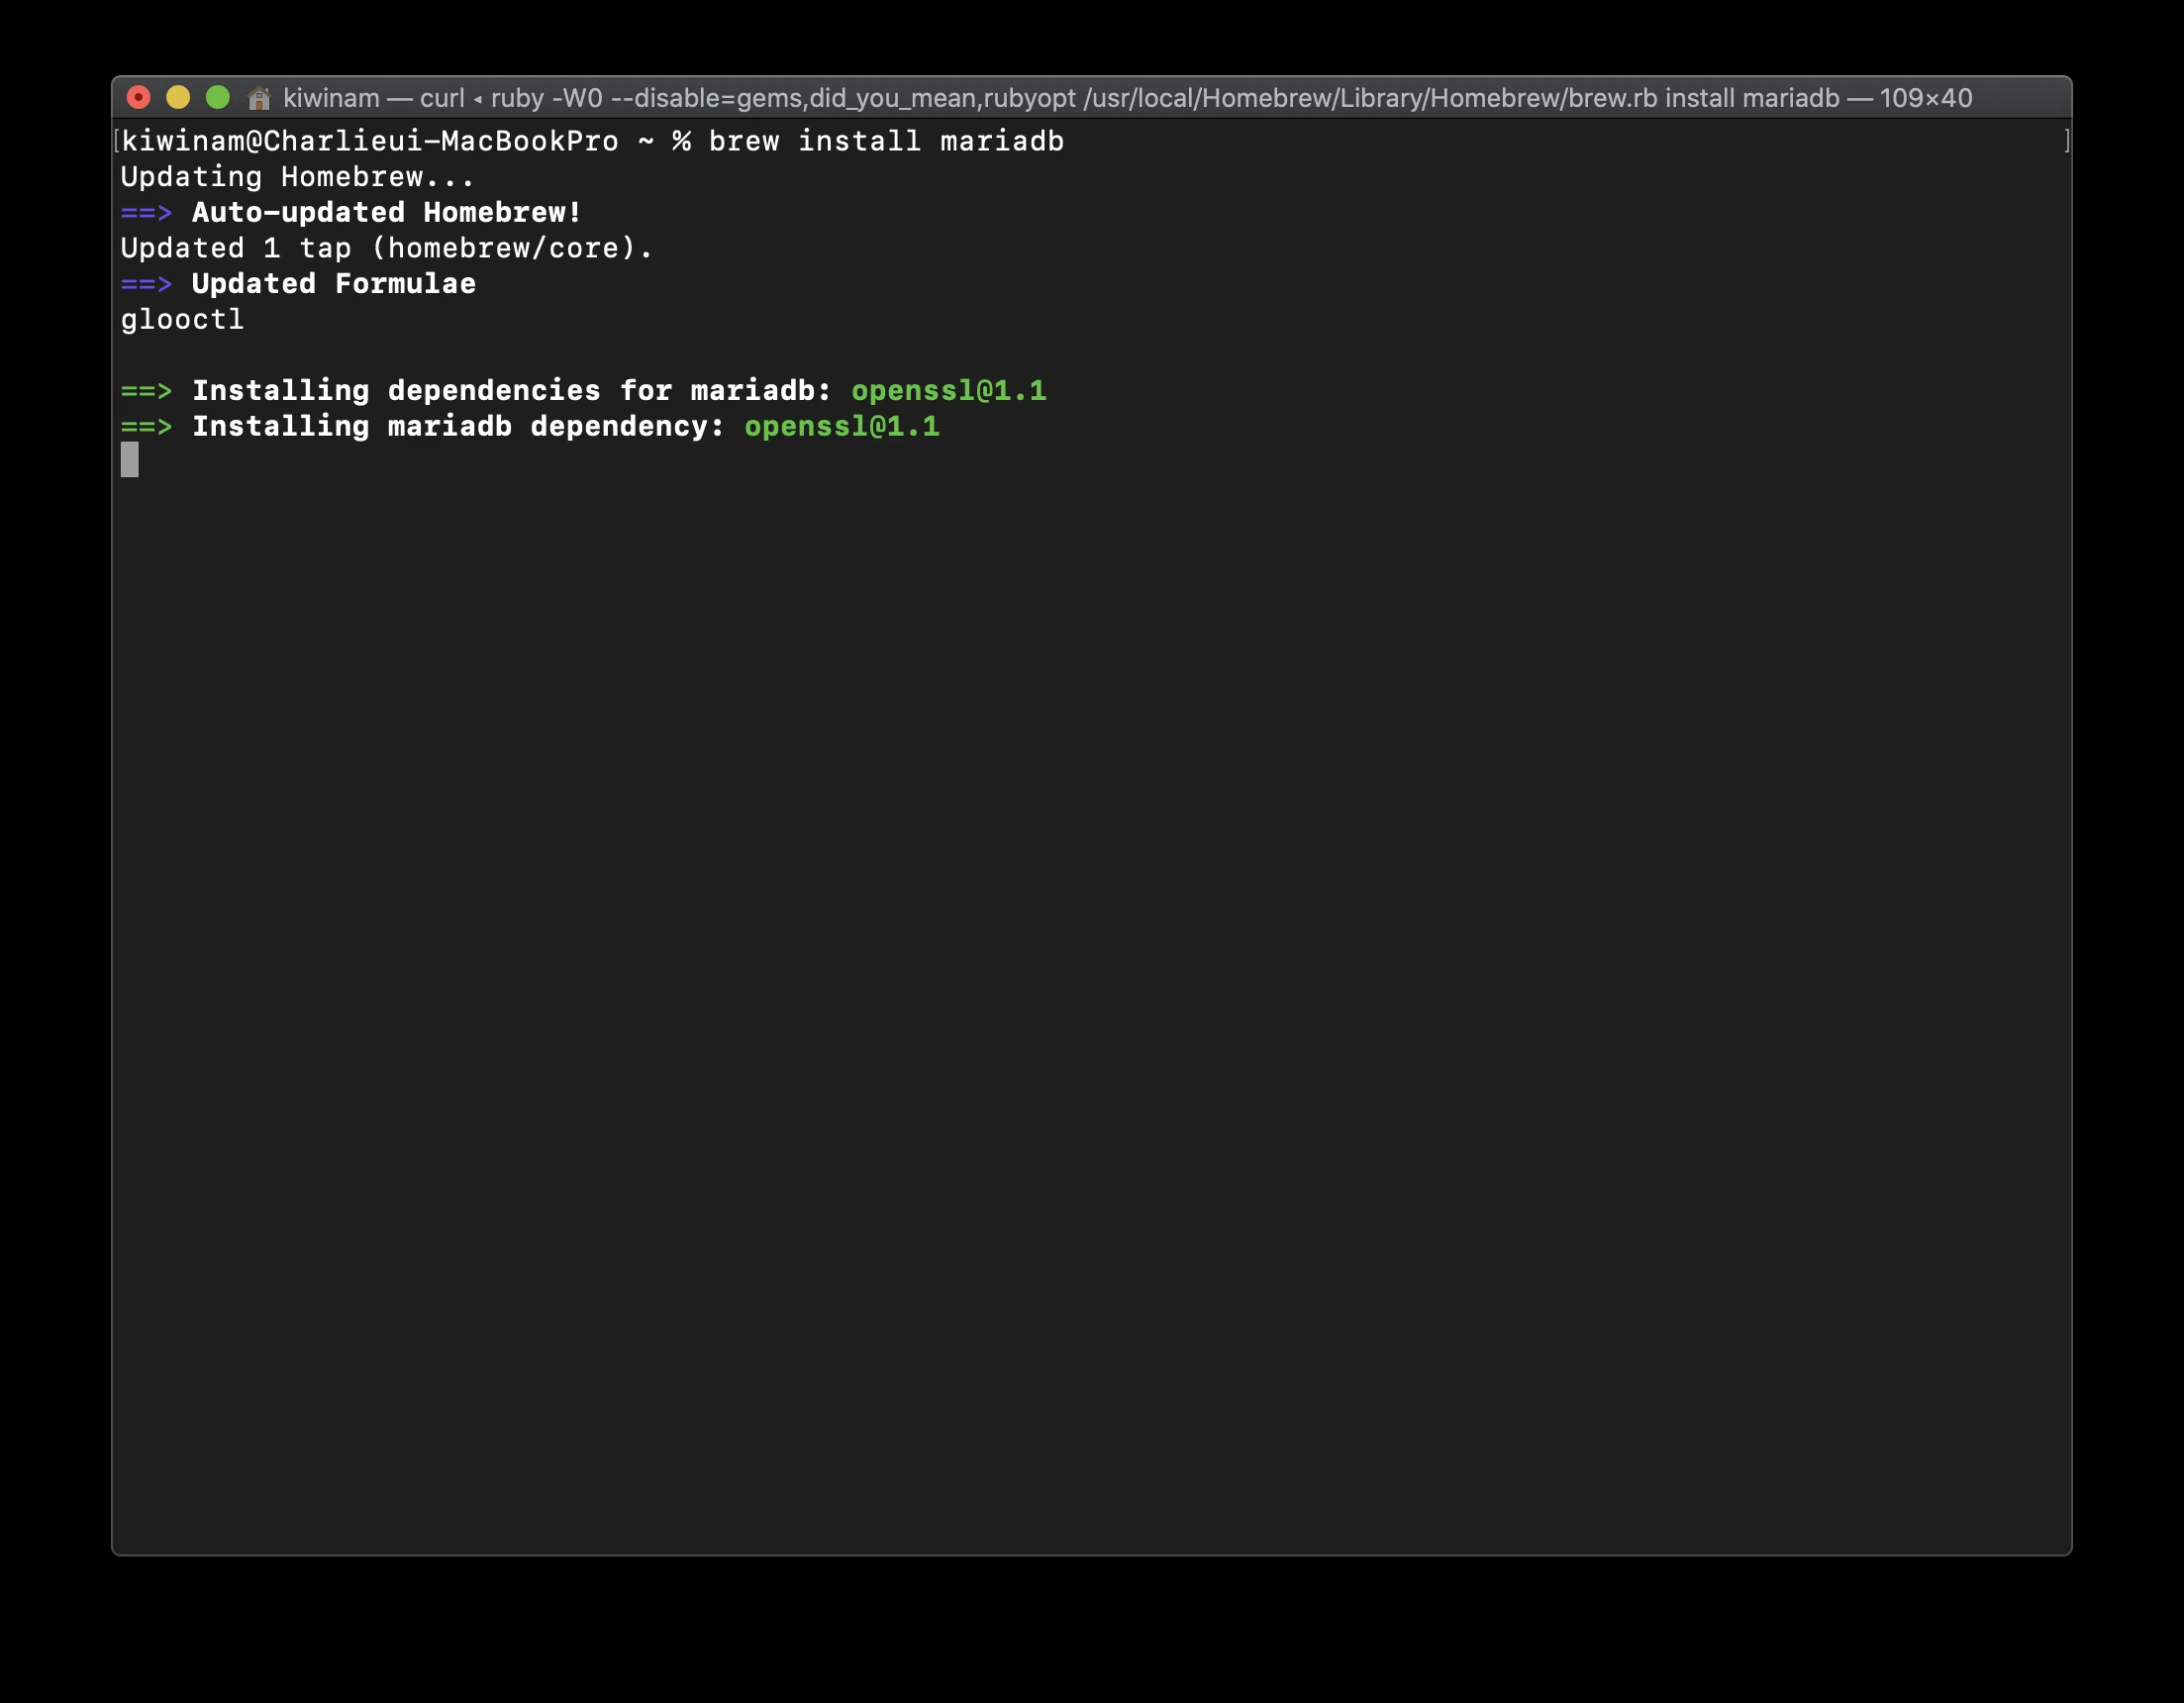 kiwinam — curl ◂ ruby -W0 --disable=gems,did_you_mean,rubyopt /usr/local/Homebrew/Library/Homebrew/brew.rb install mariadb — 109×40
[kiwinam@Charlieui-MacBookPro ~ % brew install mariadb ]
Updating Homebrew...
==> Auto-updated Homebrew!
Updated 1 tap (homebrew/core).
==> Updated Formulae
glooctl
==> Installing dependencies for mariadb: openssl@1.1
==> Installing mariadb dependency: openssl@1.1